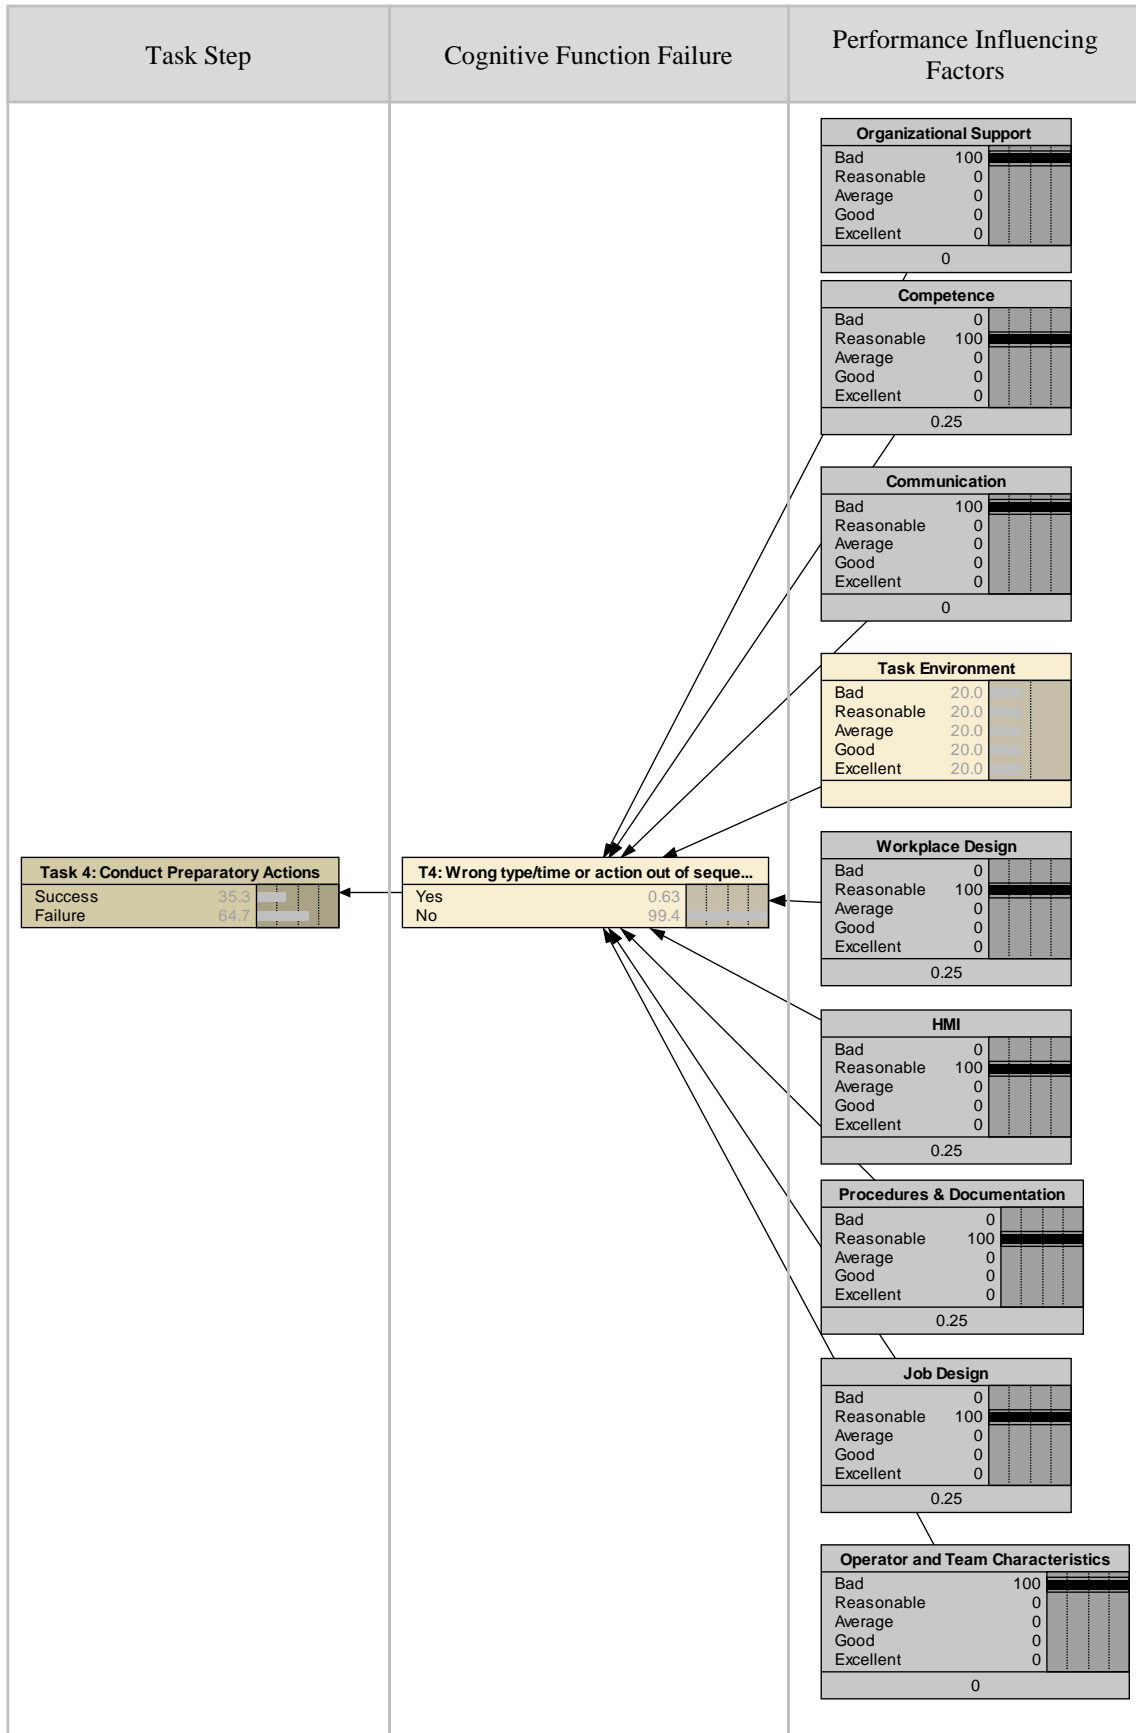 Task Step
Cognitive Function Failure
Performance Influencing
Factors
Organizational Support
Bad 100
Reasonable 0
Average 0
Good 0
Excellent 0
0
Competence
Bad 0
Reasonable 100
Average 0
Good 0
Excellent 0
0.25
Communication
Bad 100
Reasonable 0
Average 0
Good 0
Excellent 0
0
Task Environment
Bad 20.0
Reasonable 20.0
Average 20.0
Good 20.0
Excellent 20.0
Task 4: Conduct Preparatory Actions
Success 35.3
Failure 64.7
T4: Wrong type/time or action out of seque...
Yes 0.63
No 99.4
Workplace Design
Bad 0
Reasonable 100
Average 0
Good 0
Excellent 0
0.25
HMI
Bad 0
Reasonable 100
Average 0
Good 0
Excellent 0
0.25
Procedures & Documentation
Bad 0
Reasonable 100
Average 0
Good 0
Excellent 0
0.25
Job Design
Bad 0
Reasonable 100
Average 0
Good 0
Excellent 0
0.25
Operator and Team Characteristics
Bad 100
Reasonable 0
Average 0
Good 0
Excellent 0
0